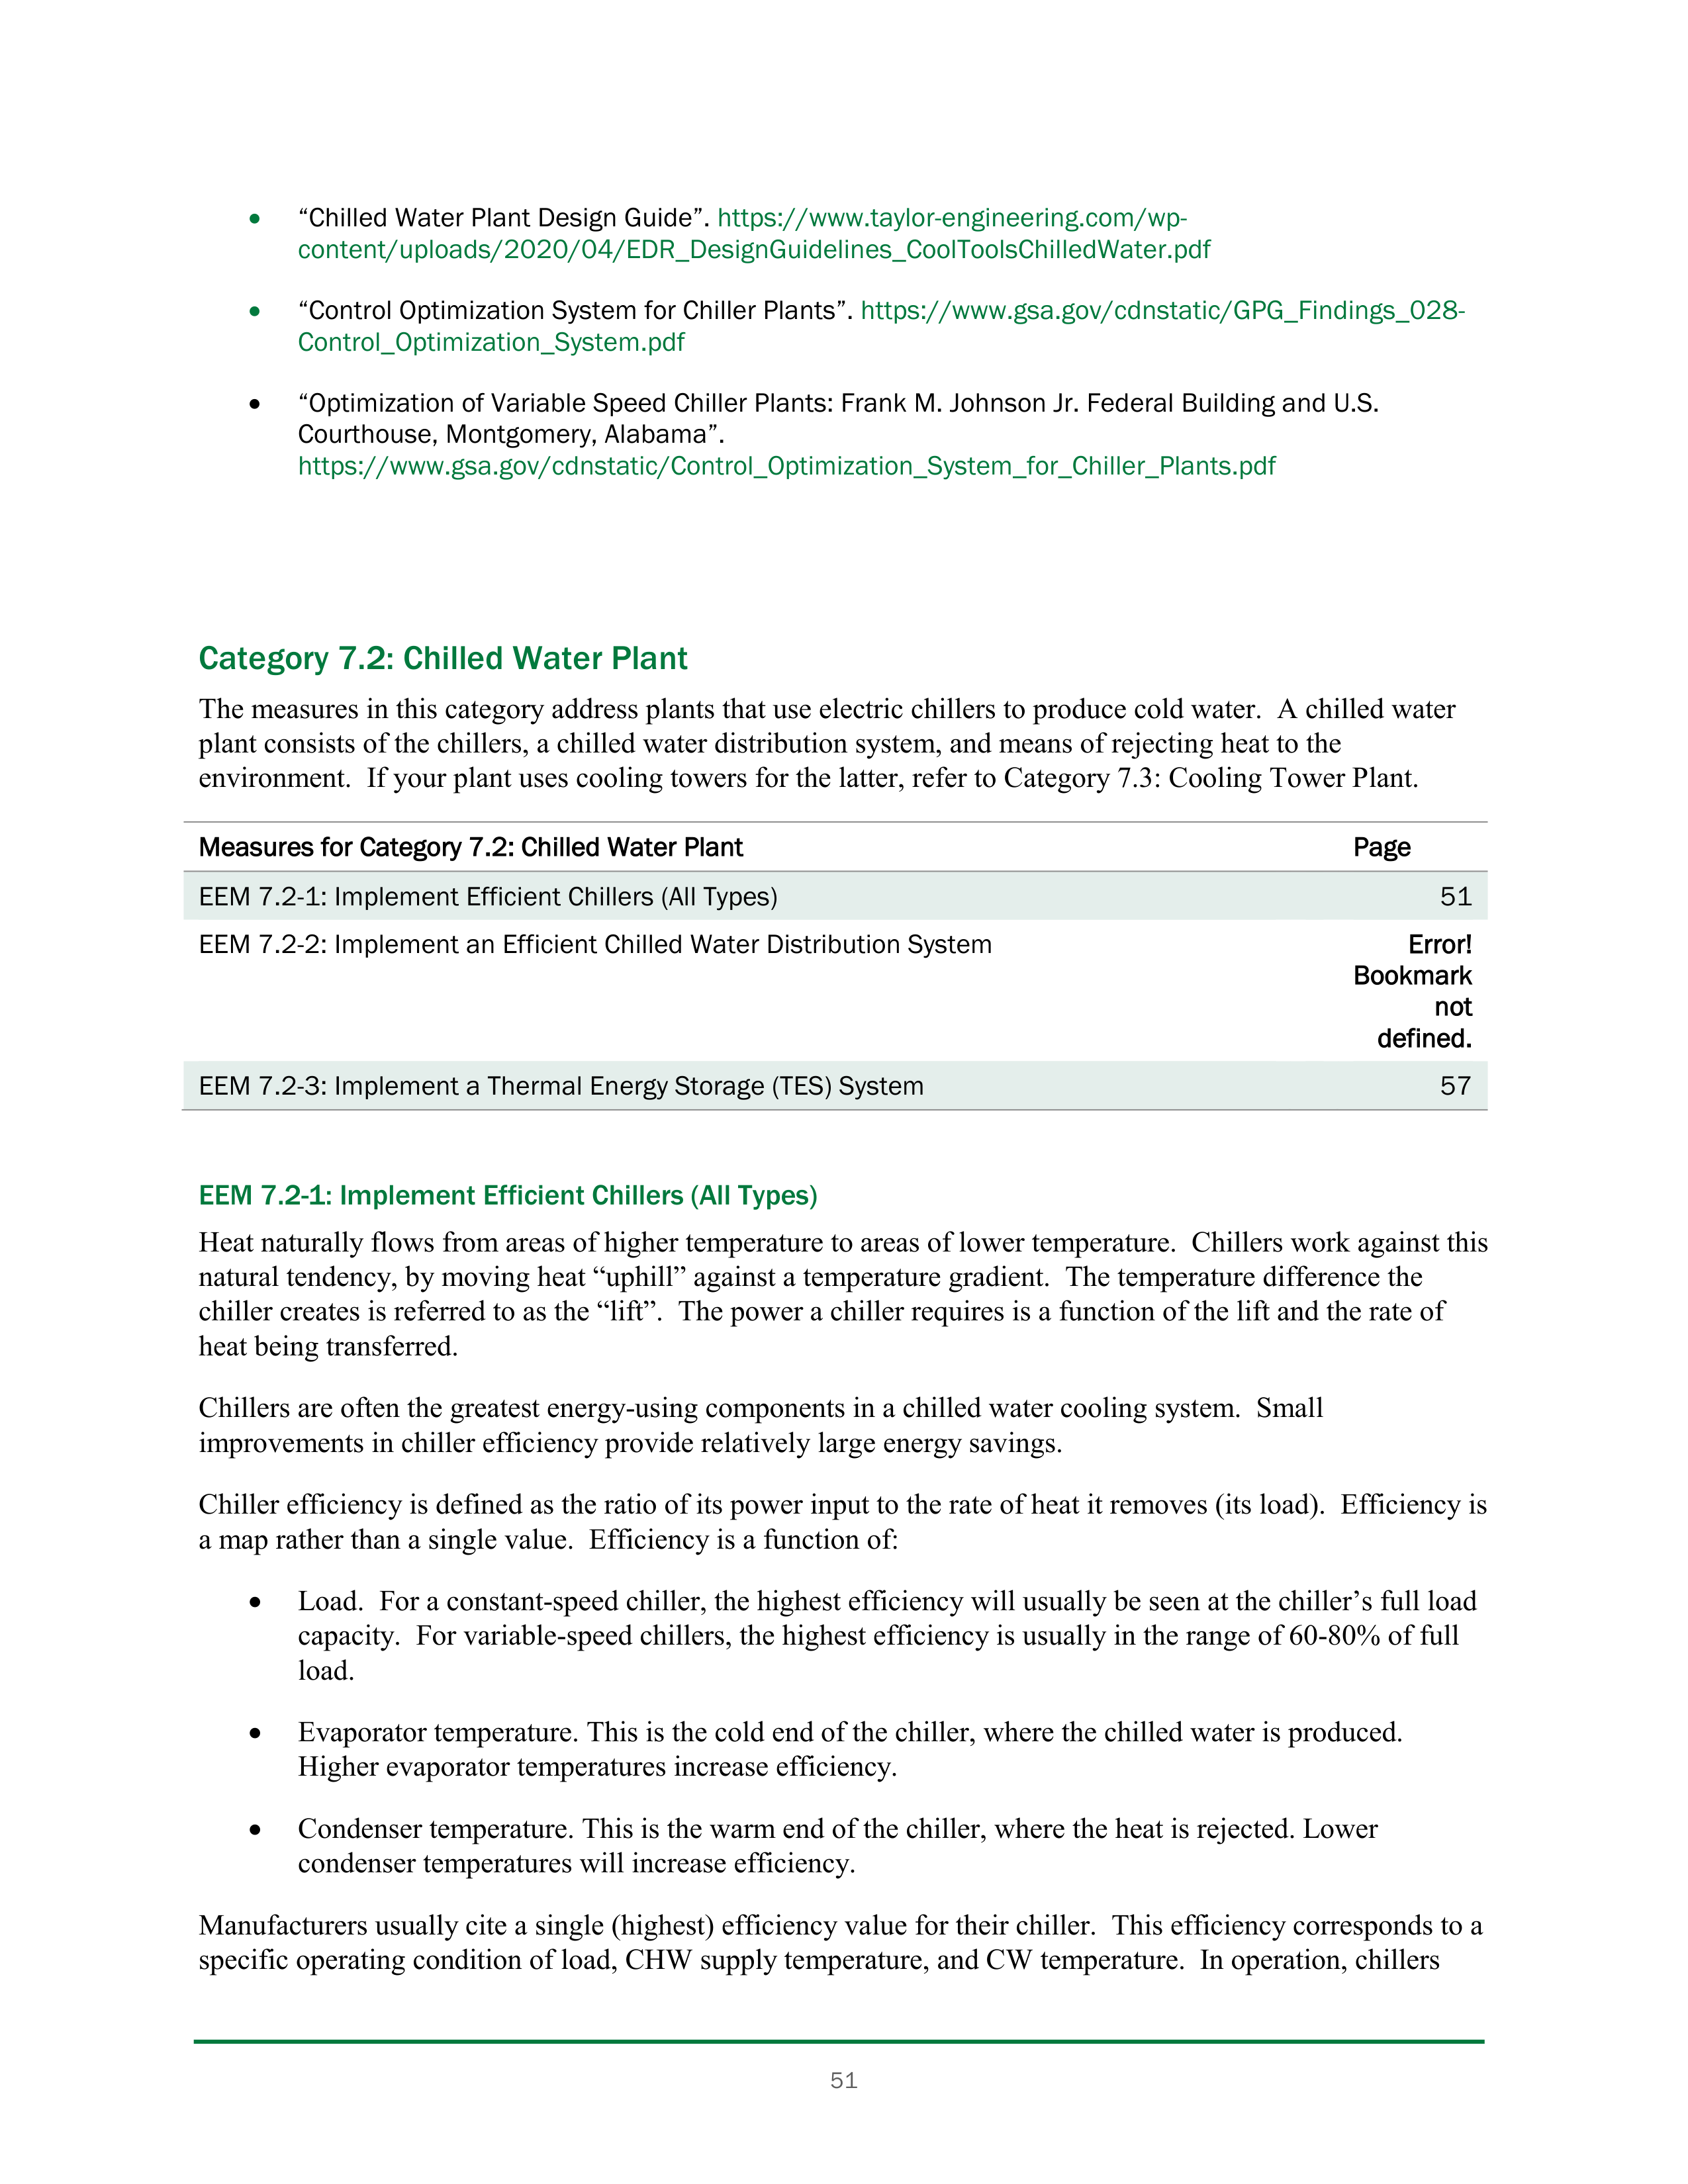 • “Chilled Water Plant Design Guide”. https://www.taylor-engineering.com/wp-
content/uploads/2020/04/EDR_DesignGuidelines_CoolToolsChilledWater.pdf
• “Control Optimization System for Chiller Plants”. https://www.gsa.gov/cdnstatic/GPG_Findings_028-
Control_Optimization_System.pdf
• “Optimization of Variable Speed Chiller Plants: Frank M. Johnson Jr. Federal Building and U.S.
Courthouse, Montgomery, Alabama”.
https://www.gsa.gov/cdnstatic/Control_Optimization_System_for_Chiller_Plants.pdf
Category 7.2: Chilled Water Plant
The measures in this category address plants that use electric chillers to produce cold water.  A chilled water
plant consists of the chillers, a chilled water distribution system, and means of rejecting heat to the
environment.  If your plant uses cooling towers for the latter, refer to Category 7.3: Cooling Tower Plant.
Measures for Category 7.2: Chilled Water Plant Page
EEM 7.2-1: Implement Efficient Chillers (All Types) 51
EEM 7.2-2: Implement an Efficient Chilled Water Distribution System Error!
Bookmark
not
defined.
EEM 7.2-3: Implement a Thermal Energy Storage (TES) System 57
EEM 7.2-1: Implement Efficient Chillers (All Types)
Heat naturally flows from areas of higher temperature to areas of lower temperature.  Chillers work against this
natural tendency, by moving heat “uphill” against a temperature gradient.  The temperature difference the
chiller creates is referred to as the “lift”.  The power a chiller requires is a function of the lift and the rate of
heat being transferred.
Chillers are often the greatest energy-using components in a chilled water cooling system.  Small
improvements in chiller efficiency provide relatively large energy savings.
Chiller efficiency is defined as the ratio of its power input to the rate of heat it removes (its load).  Efficiency is
a map rather than a single value.  Efficiency is a function of:
• Load.  For a constant-speed chiller, the highest efficiency will usually be seen at the chiller’s full load
capacity.  For variable-speed chillers, the highest efficiency is usually in the range of 60-80% of full
load.
• Evaporator temperature. This is the cold end of the chiller, where the chilled water is produced.
Higher evaporator temperatures increase efficiency.
• Condenser temperature. This is the warm end of the chiller, where the heat is rejected. Lower
condenser temperatures will increase efficiency.
Manufacturers usually cite a single (highest) efficiency value for their chiller.  This efficiency corresponds to a
specific operating condition of load, CHW supply temperature, and CW temperature.  In operation, chillers
51